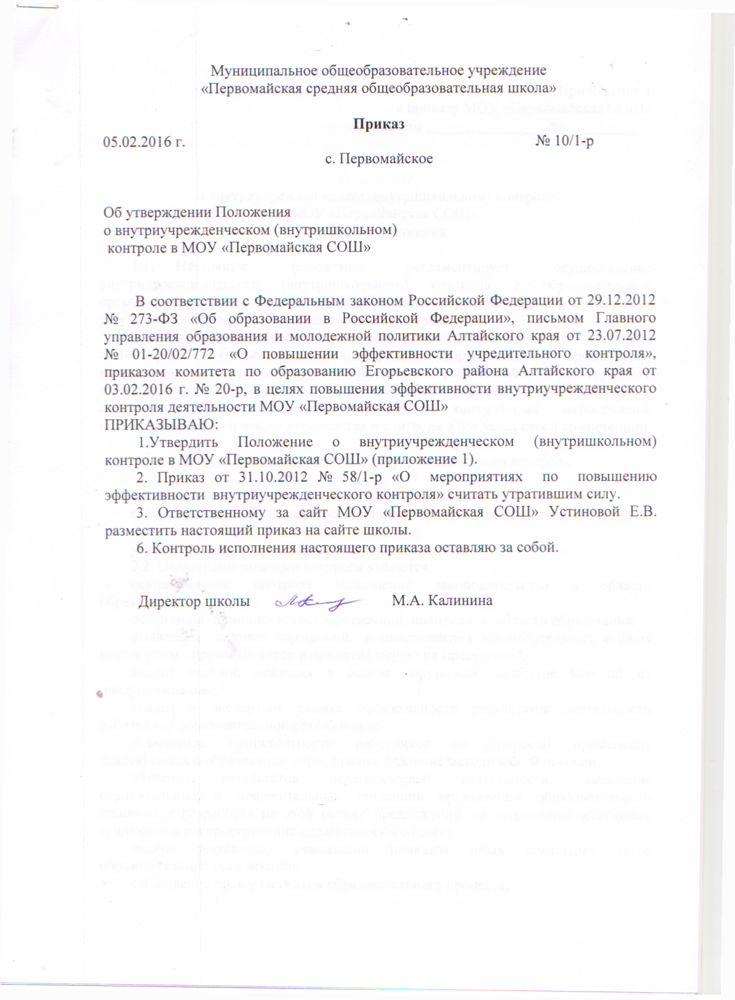 Муниципальное общеобразовательное учреждение
«Первомайская средняя общеобразовательная школа»
Приказ
05.02.2016 г. № 10/1-р
с. Первомайское
Об утверждении Положения
о внутриучрежденческом (внутришкольном)
контроле в МОУ «Первомайская СОШ»
В соответствии с Федеральным законом Российской Федерации от 29.12.2012
№ 273-ФЗ «Об образовании в Российской Федерации», письмом Главного
управления образования и молодежной политики Алтайского края от 23.07.2012
№ 01-20/02/772 «О повышении эффективности учредительного контроля»,
приказом комитета по образованию Егорьевского района Алтайского края от
03.02.2016 г. № 20-р, в целях повышения эффективности внутриучрежденческого
контроля деятельности МОУ «Первомайская СОШ»
ПРИКАЗЫВАЮ:
1.Утвердить Положение о внутриучрежденческом (внутришкольном)
контроле в МОУ «Первомайская СОШ» (приложение 1).
2. Приказ от 31.10.2012 № 58/1-р «О мероприятиях по повышению
эффективности внутриучрежденческого контроля» считать утратившим силу.
3. Ответственному за сайт МОУ «Первомайская СОШ» Устиновой Е.В.
разместить настоящий приказ на сайте школы.
6. Контроль исполнения настоящего приказа оставляю за собой.
Директор школы М.А. Калинина